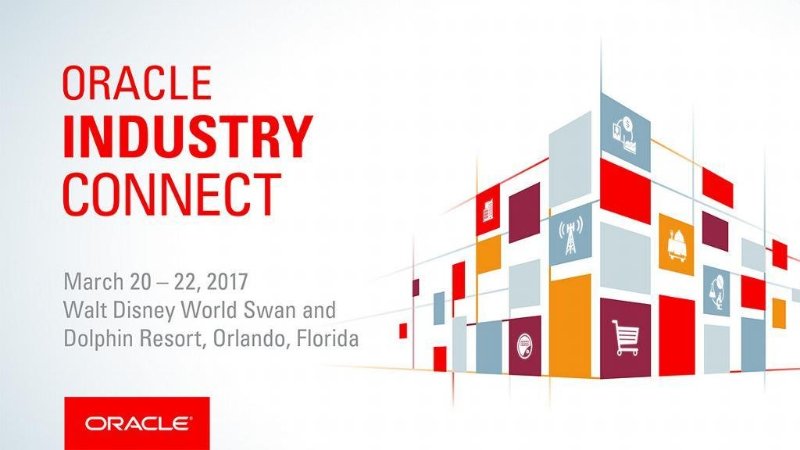 ORACLE
INDUSTRY
CONNECT
March 20 – 22, 2017
Walt Disney World Swan and
Dolphin Resort, Orlando, Florida
ORACLE®